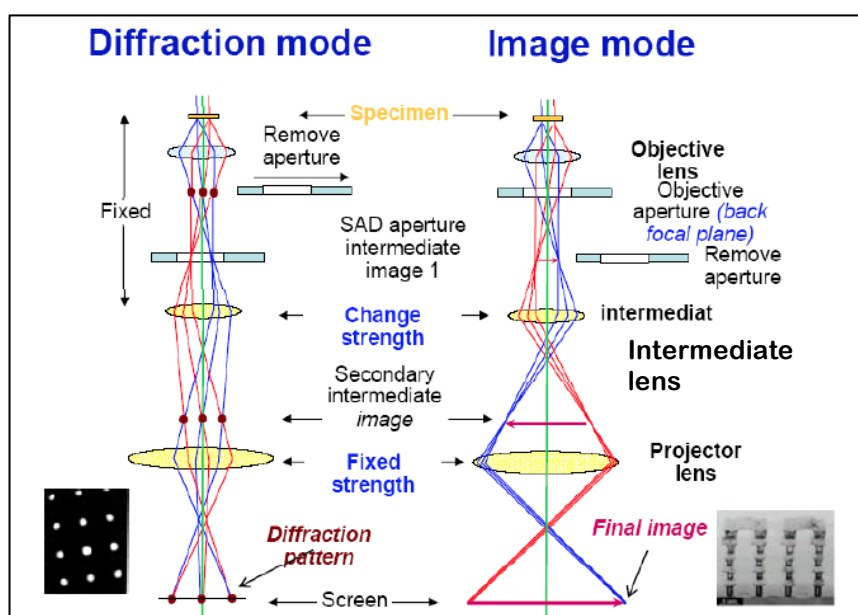 Diffraction mode
Image mode
Specimen
Remove
aperture
Fixed
SAD aperture
intermediate
image 1
Change
strength
Secondary
intermediate
image
Fixed
strength
Diffraction
pattern
Screen
Objective
lens
Objective
aperture (back
focal plane)
Remove
aperture
intermediat
Intermediate
lens
Projector
lens
Final image